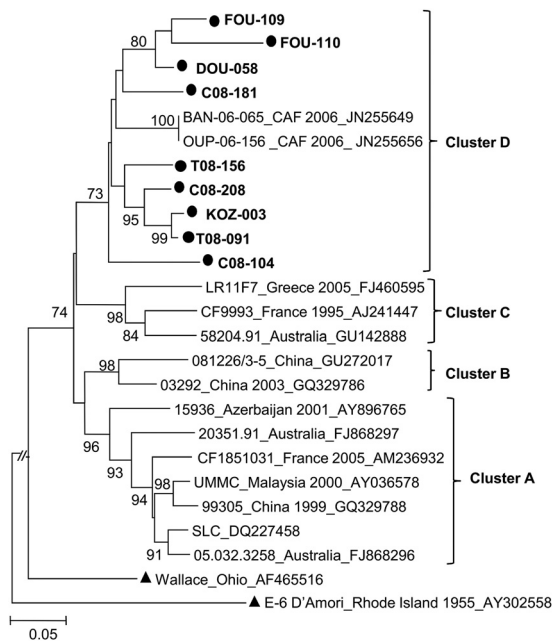 FOU-109
80
FOU-110
DOU-058
C08-181
100
BAN-06-065_CAF 2006_JN255649
OUP-06-156 _CAF 2006_ JN255656
Cluster D
T08-156
73
C08-208
95
KOZ-003
99
T08-091
C08-104
LR11F7_Greece 2005_FJ460595
74
98
CF9993_France 1995_AJ241447
Cluster C
84
58204.91_Australia_GU142888
98
081226/3-5_China_GU272017
Cluster B
03292_China 2003_GQ329786
15936_Azerbaijan 2001_AY896765
96
20351.91_Australia_FJ868297
93
CF1851031_France 2005_AM236932
Cluster A
94
98
UMMC_Malaysia 2000_AY036578
99305_China 1999_GQ329788
SLC_DQ227458
91
05.032.3258_Australia_FJ868296
//
Wallace_Ohio_AF465516
E-6 D'Amori_Rhode Island 1955_AY302558
0.05